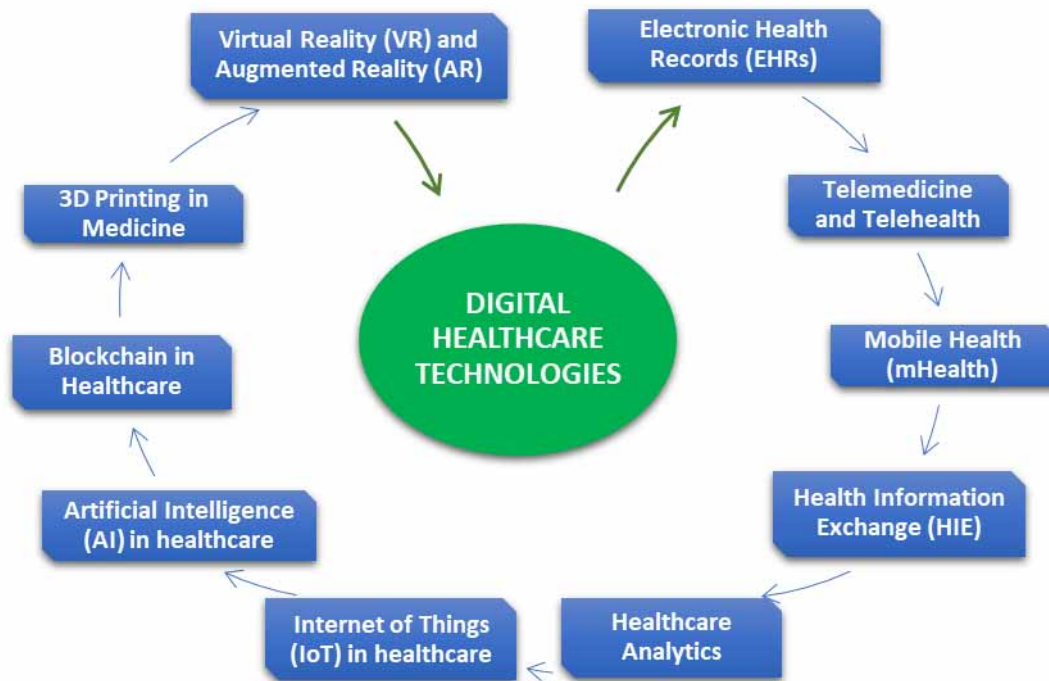 Virtual Reality (VR) and
Augmented Reality (AR)
Electronic Health
Records (EHRs)
3D Printing in
Medicine
Telemedicine
and Telehealth
DIGITAL
HEALTHCARE
TECHNOLOGIES
Blockchain in
Healthcare
Mobile Health
(mHealth)
Artificial Intelligence
(AI) in healthcare
Health Information
Exchange (HIE)
Internet of Things
(IoT) in healthcare
Healthcare
Analytics